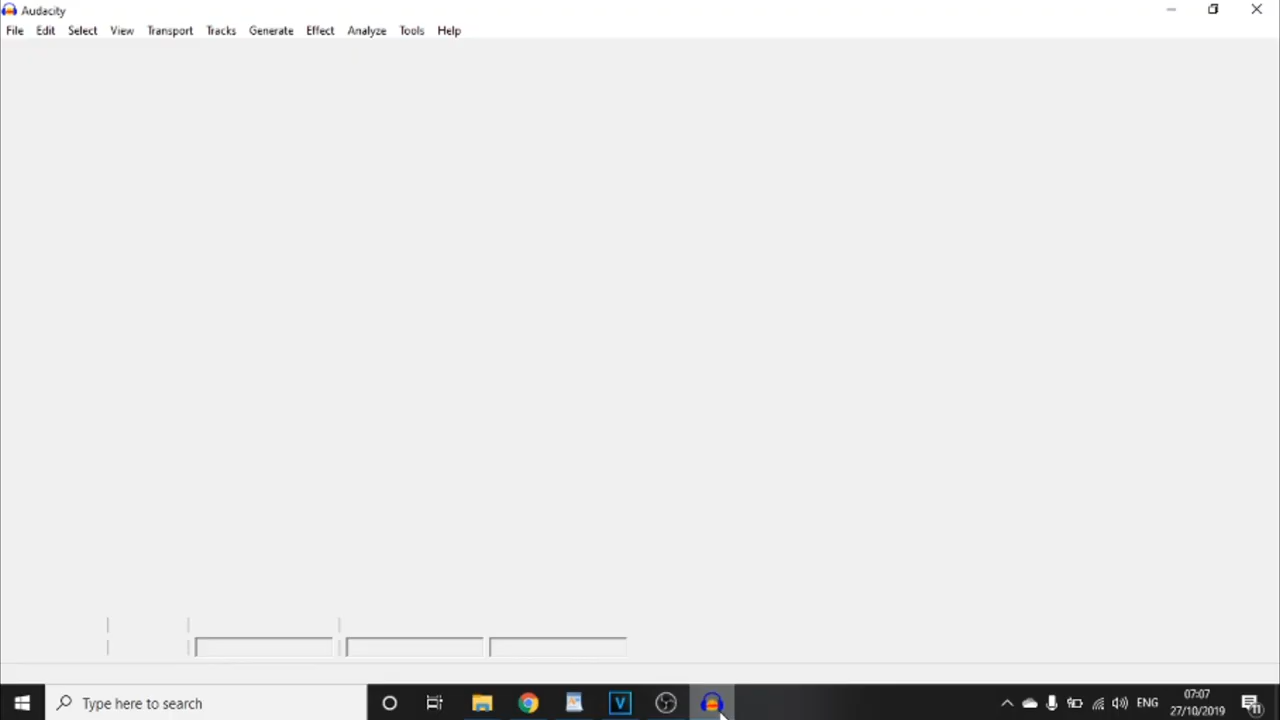 Audacity
File Edit Select View Transport Tracks Generate Effect Analyze Tools Help
Type here to search
V
ENG
07:07
27/10/2019
11